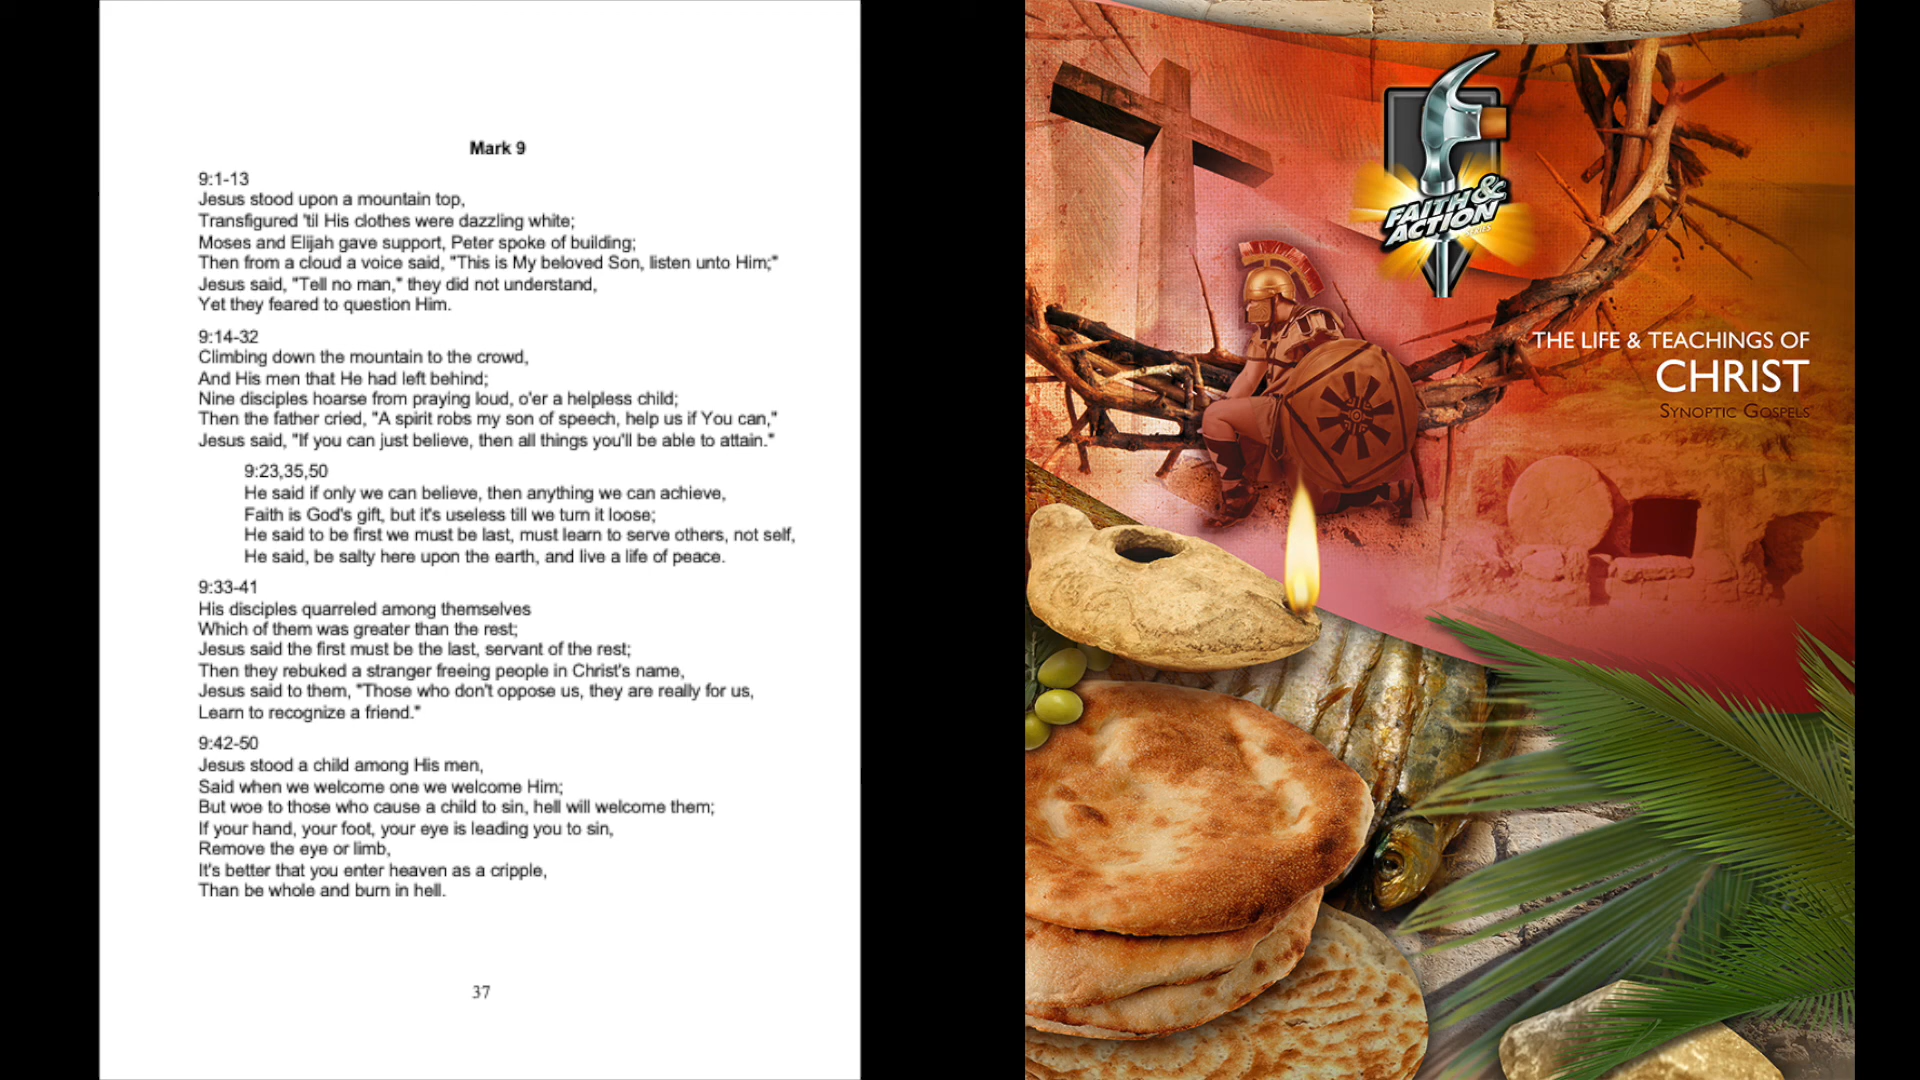 Mark 9
9:1-13
Jesus stood upon a mountain top,
Transfigured 'til His clothes were dazzling white;
Moses and Elijah gave support, Peter spoke of building;
Then from a cloud a voice said, "This is My beloved Son, listen unto Him;"
Jesus said, "Tell no man," they did not understand,
Yet they feared to question Him.
9:14-32
Climbing down the mountain to the crowd,
And His men that He had left behind;
Nine disciples hoarse from praying loud, o'er a helpless child;
Then the father cried, "A spirit robs my son of speech, help us if You can,"
Jesus said, "If you can just believe, then all things you'll be able to attain."
9:23,35,50
He said if only we can believe, then anything we can achieve,
Faith is God's gift, but it's useless till we turn it loose;
He said to be first we must be last, must learn to serve others, not self,
He said, be salty here upon the earth, and live a life of peace.
9:33-41
His disciples quarreled among themselves
Which of them was greater than the rest;
Jesus said the first must be the last, servant of the rest;
Then they rebuked a stranger freeing people in Christ's name,
Jesus said to them, "Those who don't oppose us, they are really for us,
Learn to recognize a friend."
9:42-50
Jesus stood a child among His men,
Said when we welcome one we welcome Him;
But woe to those who cause a child to sin, hell will welcome them;
If your hand, your foot, your eye is leading you to sin,
Remove the eye or limb,
It's better that you enter heaven as a cripple,
Than be whole and burn in hell.
37
FAITH &
ACTION
SERIES
THE LIFE & TEACHINGS OF
CHRIST
SYNOPTIC GOSPELS